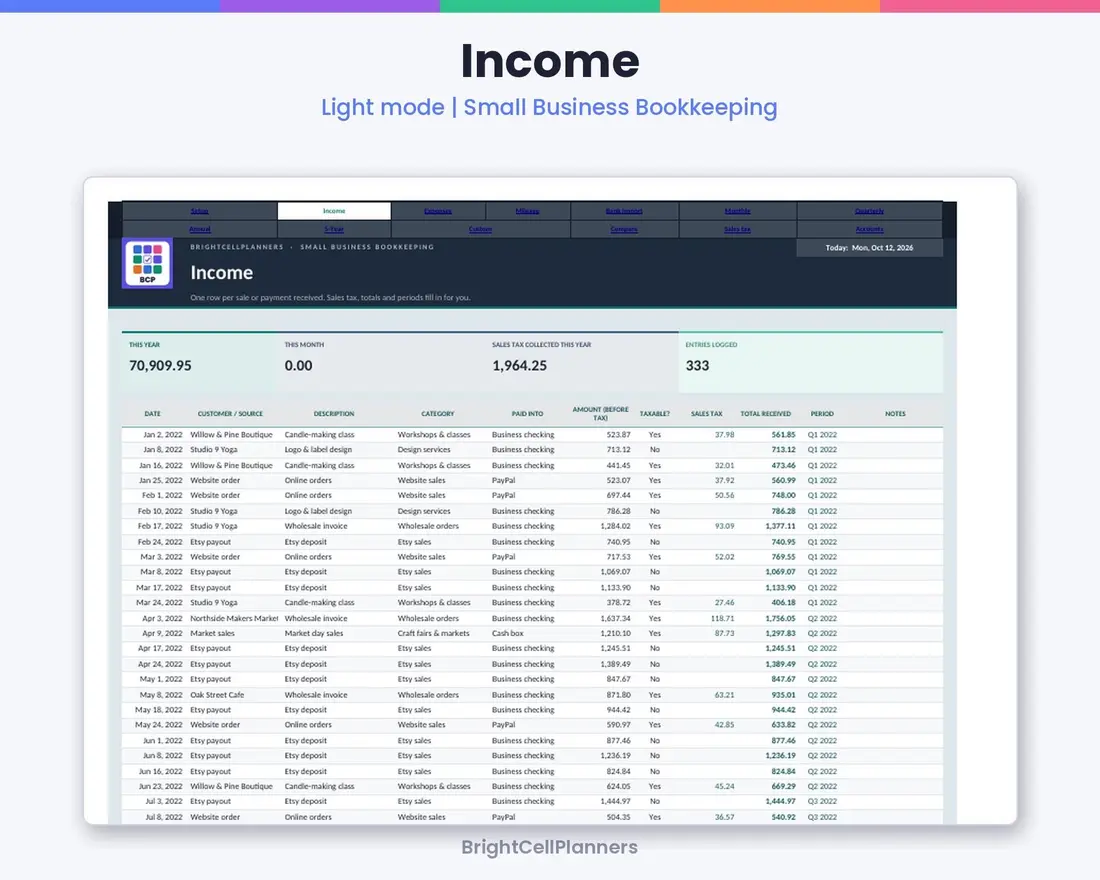 Income
Light mode | Small Business Bookkeeping
Setup Income Expenses Mileage Bank Import Monthly Quarterly
Annual 5-Year Custom Compare Sales tax Accounts
BRIGHTCELLPLANNERS · SMALL BUSINESS BOOKKEEPING
Today: Mon, Oct 12, 2026
BCP
Income
One row per sale or payment received. Sales tax, totals and periods fill in for you.
THIS YEAR THIS MONTH SALES TAX COLLECTED THIS YEAR ENTRIES LOGGED
70,909.95 0.00 1,964.25 333
DATE CUSTOMER / SOURCE DESCRIPTION CATEGORY PAID INTO AMOUNT (BEFORE TAX) TAXABLE? SALES TAX TOTAL RECEIVED PERIOD NOTES
Jan 2, 2022 Willow & Pine Boutique Candle-making class Workshops & classes Business checking 523.87 Yes 37.98 561.85 Q1 2022
Jan 8, 2022 Studio 9 Yoga Logo & label design Design services Business checking 713.12 No 713.12 Q1 2022
Jan 16, 2022 Willow & Pine Boutique Candle-making class Workshops & classes Business checking 441.45 Yes 32.01 473.46 Q1 2022
Jan 25, 2022 Website order Online orders Website sales PayPal 523.07 Yes 37.92 560.99 Q1 2022
Feb 1, 2022 Website order Online orders Website sales PayPal 697.44 Yes 50.56 748.00 Q1 2022
Feb 10, 2022 Studio 9 Yoga Logo & label design Design services Business checking 786.28 No 786.28 Q1 2022
Feb 17, 2022 Studio 9 Yoga Wholesale invoice Wholesale orders Business checking 1,284.02 Yes 93.09 1,377.11 Q1 2022
Feb 24, 2022 Etsy payout Etsy deposit Etsy sales Business checking 740.95 No 740.95 Q1 2022
Mar 3, 2022 Website order Online orders Website sales PayPal 717.53 Yes 52.02 769.55 Q1 2022
Mar 8, 2022 Etsy payout Etsy deposit Etsy sales Business checking 1,069.07 No 1,069.07 Q1 2022
Mar 17, 2022 Etsy payout Etsy deposit Etsy sales Business checking 1,133.90 No 1,133.90 Q1 2022
Mar 24, 2022 Studio 9 Yoga Candle-making class Workshops & classes Business checking 378.72 Yes 27.46 406.18 Q1 2022
Apr 3, 2022 Northside Makers Market Wholesale invoice Wholesale orders Business checking 1,637.34 Yes 118.71 1,756.05 Q2 2022
Apr 9, 2022 Market sales Market day sales Craft fairs & markets Cash box 1,210.10 Yes 87.73 1,297.83 Q2 2022
Apr 17, 2022 Etsy payout Etsy deposit Etsy sales Business checking 1,245.51 No 1,245.51 Q2 2022
Apr 24, 2022 Etsy payout Etsy deposit Etsy sales Business checking 1,389.49 No 1,389.49 Q2 2022
May 1, 2022 Etsy payout Etsy deposit Etsy sales Business checking 847.67 No 847.67 Q2 2022
May 8, 2022 Oak Street Cafe Wholesale invoice Wholesale orders Business checking 871.80 Yes 63.21 935.01 Q2 2022
May 18, 2022 Etsy payout Etsy deposit Etsy sales Business checking 944.42 No 944.42 Q2 2022
May 24, 2022 Website order Online orders Website sales PayPal 590.97 Yes 42.85 633.82 Q2 2022
Jun 1, 2022 Etsy payout Etsy deposit Etsy sales Business checking 877.46 No 877.46 Q2 2022
Jun 8, 2022 Etsy payout Etsy deposit Etsy sales Business checking 1,236.19 No 1,236.19 Q2 2022
Jun 16, 2022 Etsy payout Etsy deposit Etsy sales Business checking 824.84 No 824.84 Q2 2022
Jun 23, 2022 Willow & Pine Boutique Candle-making class Workshops & classes Business checking 624.05 Yes 45.24 669.29 Q2 2022
Jul 3, 2022 Etsy payout Etsy deposit Etsy sales Business checking 1,444.97 No 1,444.97 Q3 2022
Jul 8, 2022 Website order Online orders Website sales PayPal 504.35 Yes 36.57 540.92 Q3 2022
BrightCellPlanners